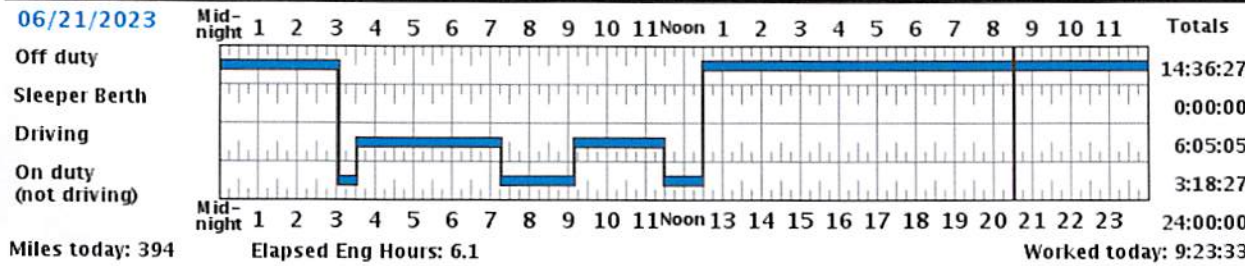 06/21/2023
Mid-
night 1 2 3 4 5 6 7 8 9 10 11 Noon 1 2 3 4 5 6 7 8 9 10 11 Totals
Off duty 14:36:27
Sleeper Berth 0:00:00
Driving 6:05:05
On duty
(not driving) 3:18:27
Mid-
night 1 2 3 4 5 6 7 8 9 10 11 Noon 13 14 15 16 17 18 19 20 21 22 23 24:00:00
Miles today: 394 Elapsed Eng Hours: 6.1 Worked today: 9:23:33